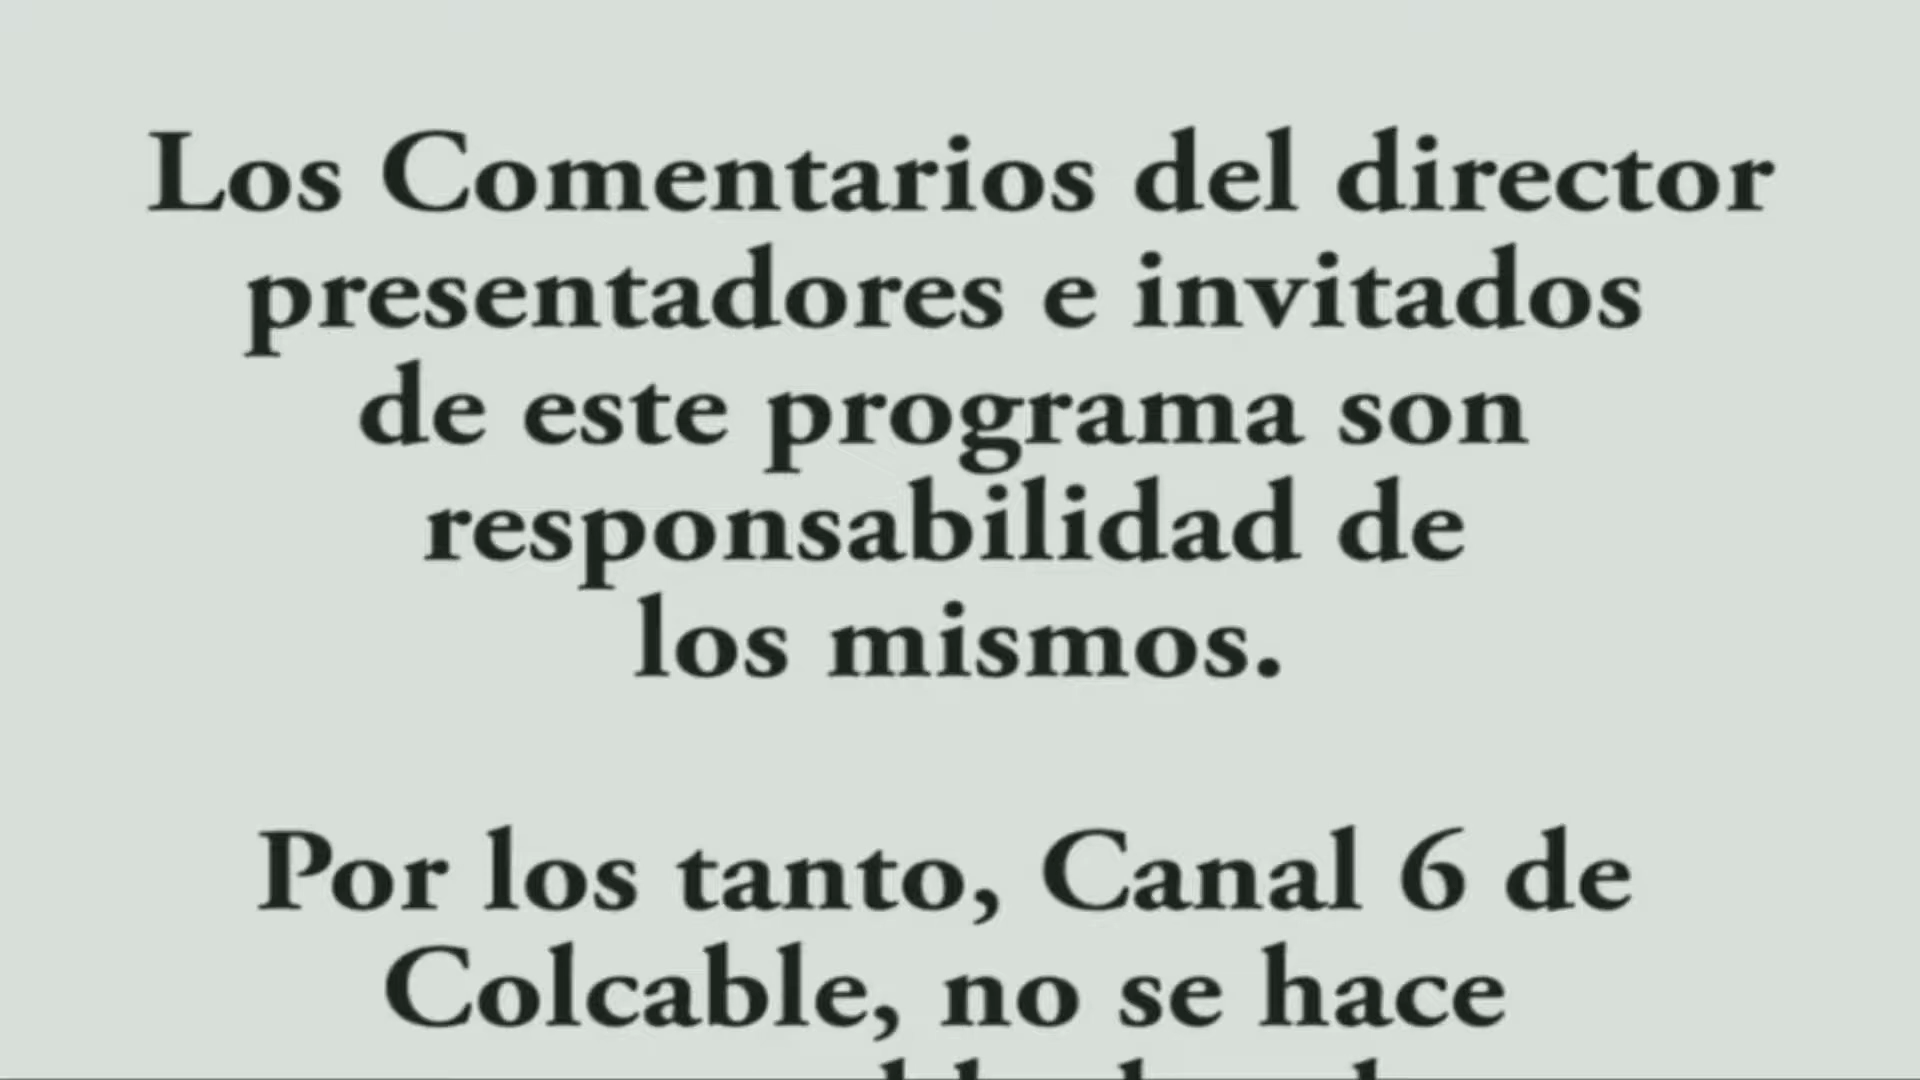 Los Comentarios del director
presentadores e invitados
de este programa son
responsabilidad de
los mismos.
Por los tanto, Canal 6 de
Colcable, no se hace